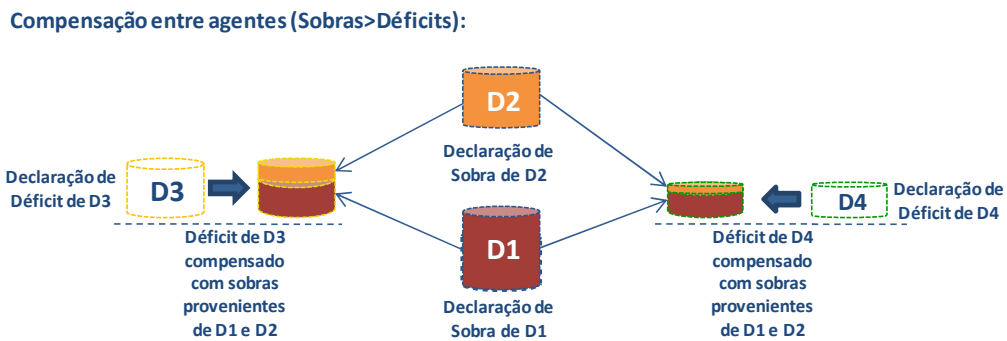 Compensação entre agentes (Sobras>Déficits):
D2
Declaração de
Sobra de D2
Declaração de
Déficit de D3
D3
Déficit de D3
compensado
com sobras
provenientes
de D1 e D2
D1
Declaração de
Sobra de D1
D4
Declaração de
Déficit de D4
Déficit de D4
compensado
com sobras
provenientes
de D1 e D2